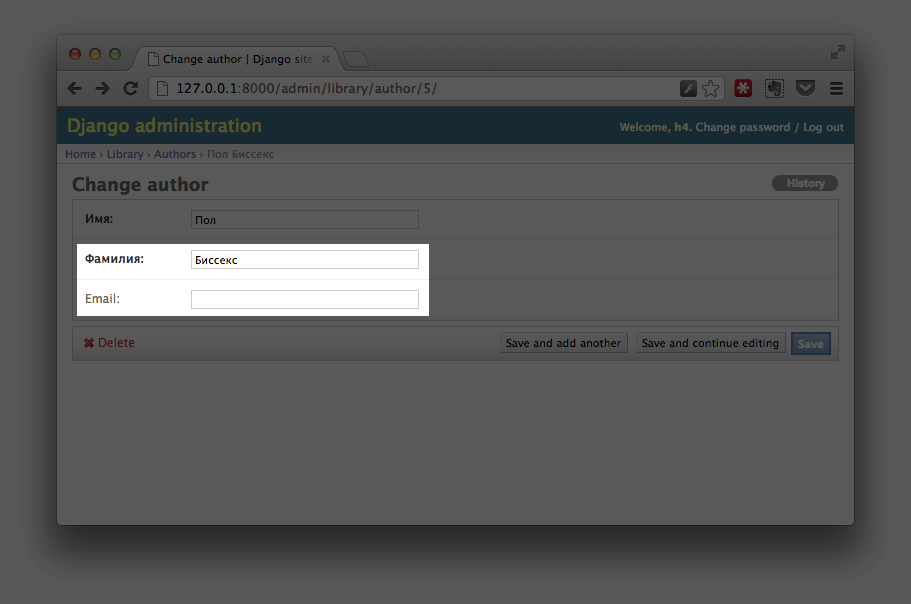 Change author | Django site
127.0.0.1:8000/admin/library/author/5/
Django administration
Welcome, h4. Change password / Log out
Home › Library › Authors › Пол Биссекс
Change author
History
Имя: Пол
Фамилия: Биссекс
Email:
Delete
Save and add another
Save and continue editing
Save